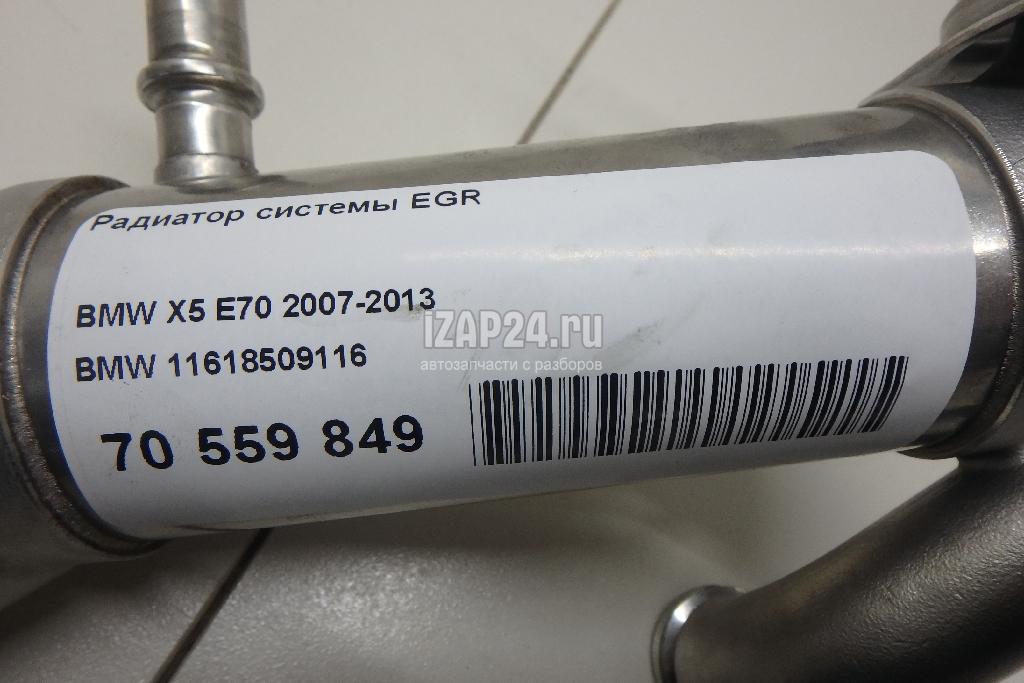 Радиатор системы EGR
BMW X5 E70 2007-2013
iZAP24.ru
BMW 11618509116
автозапчасти с разборов
70 559 849